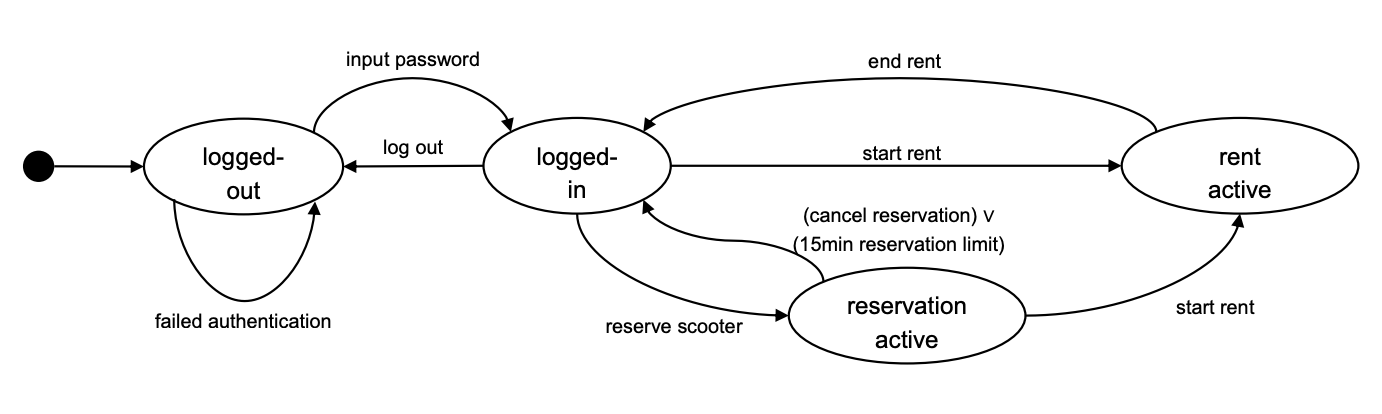 input password
end rent
logged-
out
log out
logged-
in
start rent
rent
active
(cancel reservation) ∨
(15min reservation limit)
reservation
active
start rent
reserve scooter
failed authentication